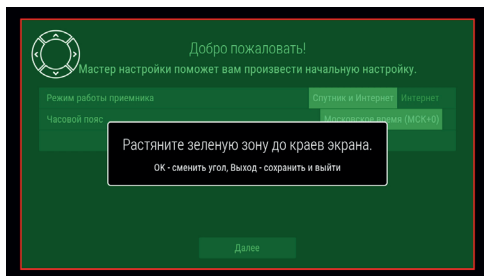 Добро пожаловать!
Мастер настройки поможет вам произвести начальную настройку.
Режим работы приемника Спутник и Интернет Интернет
Часовой пояс Московское время (МСК+0)
Растяните зеленую зону до краев экрана.
ОК - сменить угол, Выход - сохранить и выйти
Далее